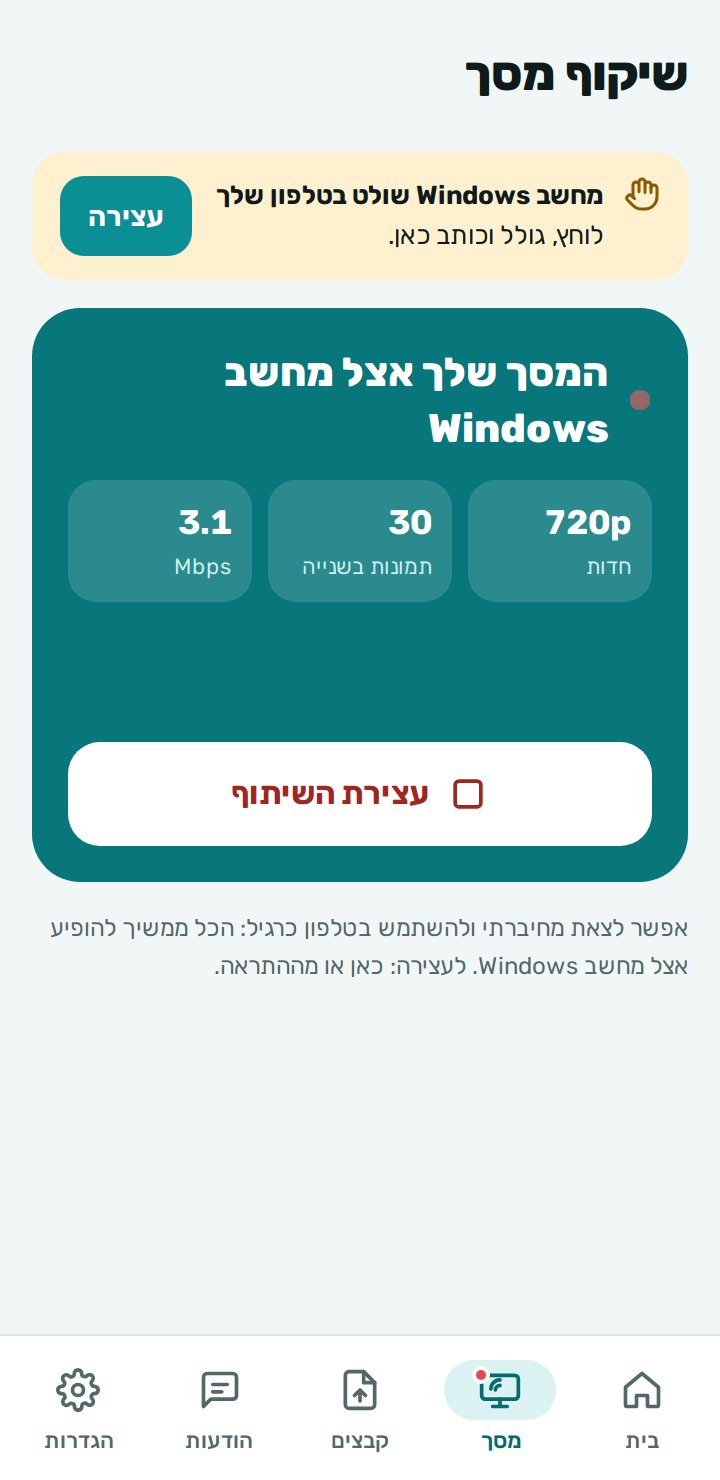 שיקוף מסך
מחשב Windows שולט בטלפון שלך
לוחץ, גולל וכותב כאן.
עצירה
המסך שלך אצל מחשב
Windows
720p
חדות
30
תמונות בשנייה
3.1
Mbps
עצירת השיתוף
אפשר לצאת מחיברתי ולהשתמש בטלפון כרגיל: הכל ממשיך להופיע
אצל מחשב Windows. לעצירה: כאן או מההתראה.
בית
מסך
קבצים
הודעות
הגדרות